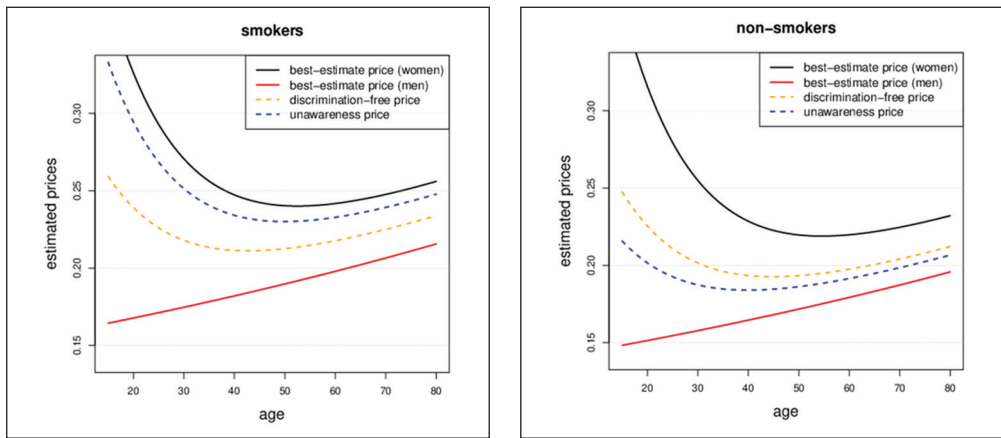 smokers
best−estimate price (women)
best−estimate price (men)
discrimination−free price
unawareness price
estimated prices
0.30
0.25
0.20
0.15
20 30 40 50 60 70 80
age
non−smokers
best−estimate price (women)
best−estimate price (men)
discrimination−free price
unawareness price
estimated prices
0.30
0.25
0.20
0.15
20 30 40 50 60 70 80
age